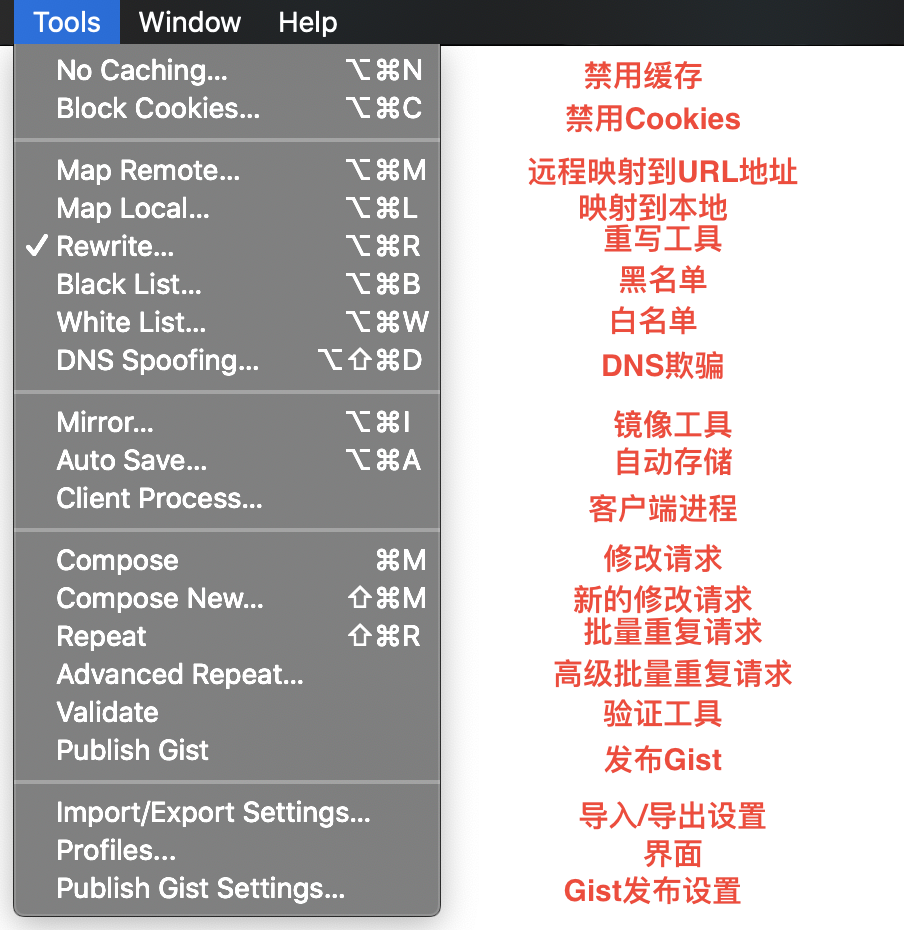 Tools Window Help
No Caching... ⌥⌘N 禁用缓存
Block Cookies... ⌥⌘C 禁用Cookies
Map Remote... ⌥⌘M 远程映射到URL地址
Map Local... ⌥⌘L 映射到本地
✓ Rewrite... ⌥⌘R 重写工具
Black List... ⌥⌘B 黑名单
White List... ⌥⌘W 白名单
DNS Spoofing... ⌥⇧⌘D DNS欺骗
Mirror... ⌥⌘I 镜像工具
Auto Save... ⌥⌘A 自动存储
Client Process... 客户端进程
Compose ⌘M 修改请求
Compose New... ⇧⌘M 新的修改请求
Repeat ⇧⌘R 批量重复请求
Advanced Repeat... 高级批量重复请求
Validate 验证工具
Publish Gist 发布Gist
Import/Export Settings... 导入/导出设置
Profiles... 界面
Publish Gist Settings... Gist发布设置